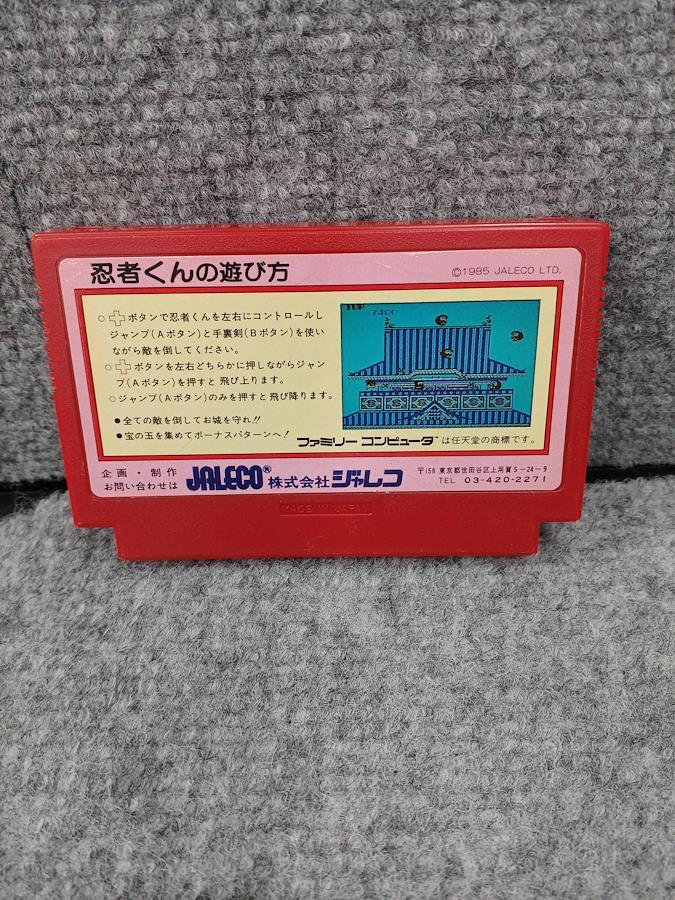 忍者くんの遊び方
©1985 JALECO LTD.
○ボタンで忍者くんを左右にコントロールし
ジャンプ(Aボタン)と手裏剣(Bボタン)を使い
ながら敵を倒してください。
○ボタンを左右どちらかに押しながらジャン
プ(Aボタン)を押すと 飛び上ります。
○ジャンプ(Aボタン)のみを押すと 飛び降ります。
●全ての敵を倒してお城を守れ!!
●宝の玉を集めてボーナスパターンへ!
7400
ファミリー コンピュータは任天堂の商標です。
企画・制作
お問い合わせは
JALECO® 株式会社ジャレコ
〒158 東京都世田谷区上用賀5-24-9
TEL 03-420-2271
MADE IN JAPAN